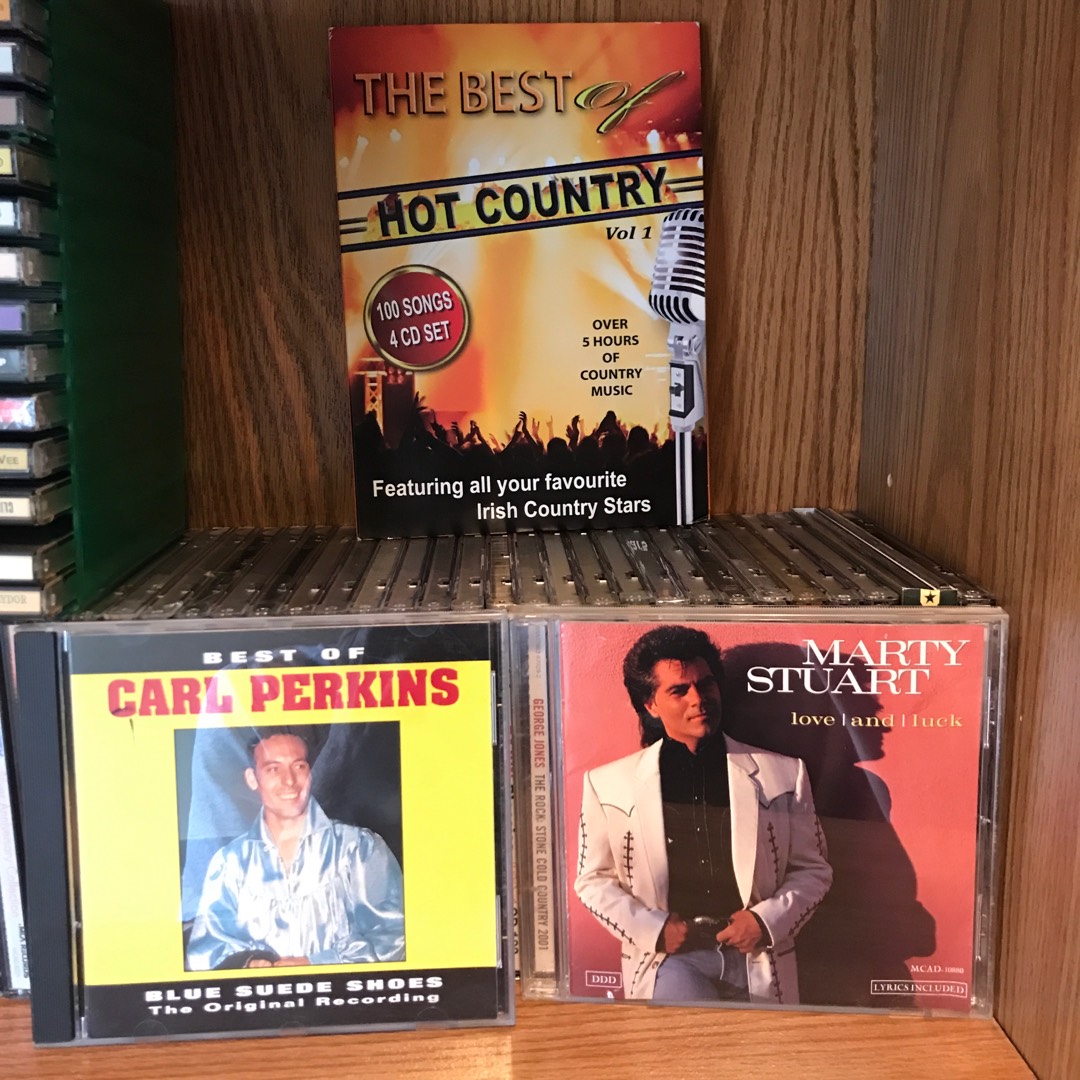 THE BEST of
HOT COUNTRY
Vol 1
100 SONGS
4 CD SET
OVER
5 HOURS
OF
COUNTRY
MUSIC
Featuring all your favourite
Irish Country Stars
VEE
BEST OF
CARL PERKINS
BLUE SUEDE SHOES
The Original Recording
GEORGE JONES THE ROCK: STONE COLD COUNTRY 2001
MARTY
STUART
love | and | luck
DDD
MCAD-10880
LYRICS INCLUDED